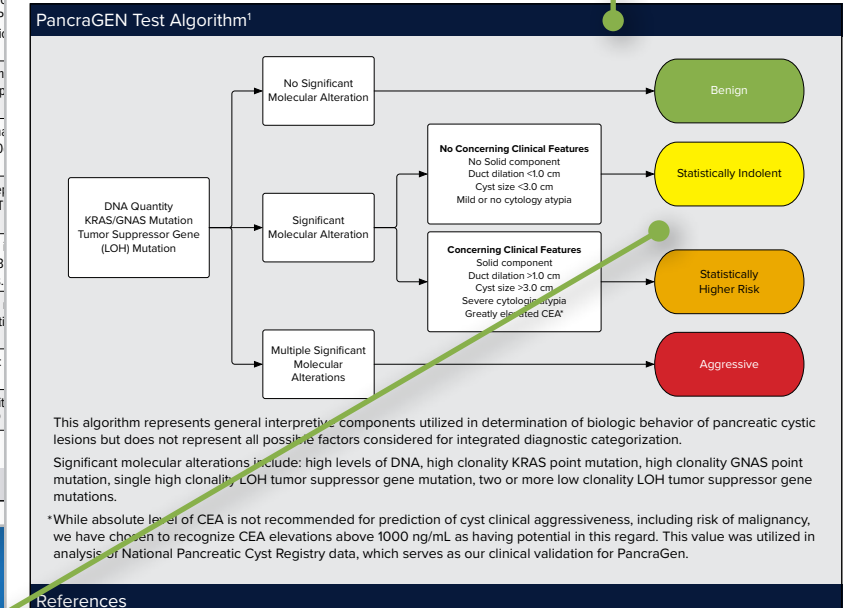 PancraGEN Test Algorithm¹
No Significant
Molecular Alteration
Benign
No Concerning Clinical Features
No Solid component
Duct dilation <1.0 cm
Cyst size <3.0 cm
Mild or no cytology atypia
Statistically Indolent
DNA Quantity
KRAS/GNAS Mutation
Tumor Suppressor Gene
(LOH) Mutation
Significant
Molecular Alteration
Concerning Clinical Features
Solid component
Duct dilation >1.0 cm
Cyst size >3.0 cm
Severe cytologic atypia
Greatly elevated CEA*
Statistically
Higher Risk
Multiple Significant
Molecular
Alterations
Aggressive
This algorithm represents general interpretive components utilized in determination of biologic behavior of pancreatic cystic
lesions but does not represent all possible factors considered for integrated diagnostic categorization.
Significant molecular alterations include: high levels of DNA, high clonality KRAS point mutation, high clonality GNAS point
mutation, single high clonality LOH tumor suppressor gene mutation, two or more low clonality LOH tumor suppressor gene
mutations.
*While absolute level of CEA is not recommended for prediction of cyst clinical aggressiveness, including risk of malignancy,
we have chosen to recognize CEA elevations above 1000 ng/mL as having potential in this regard. This value was utilized in
analysis of National Pancreatic Cyst Registry data, which serves as our clinical validation for PancraGen.
References